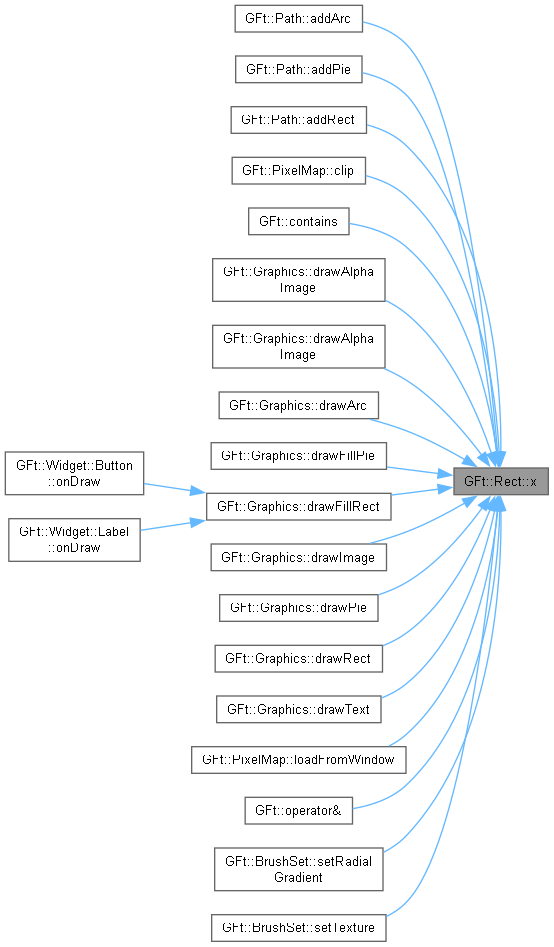 GFt::Path::addArc
GFt::Path::addPie
GFt::Path::addRect
GFt::PixelMap::clip
GFt::contains
GFt::Graphics::drawAlpha
Image
GFt::Graphics::drawAlpha
Image
GFt::Graphics::drawArc
GFt::Graphics::drawFillPie
GFt::Widget::Button
::onDraw
GFt::Rect::x
GFt::Graphics::drawFillRect
GFt::Widget::Label
::onDraw
GFt::Graphics::drawImage
GFt::Graphics::drawPie
GFt::Graphics::drawRect
GFt::Graphics::drawText
GFt::PixelMap::loadFromWindow
GFt::operator&
GFt::BrushSet::setRadial
Gradient
GFt::BrushSet::setTexture